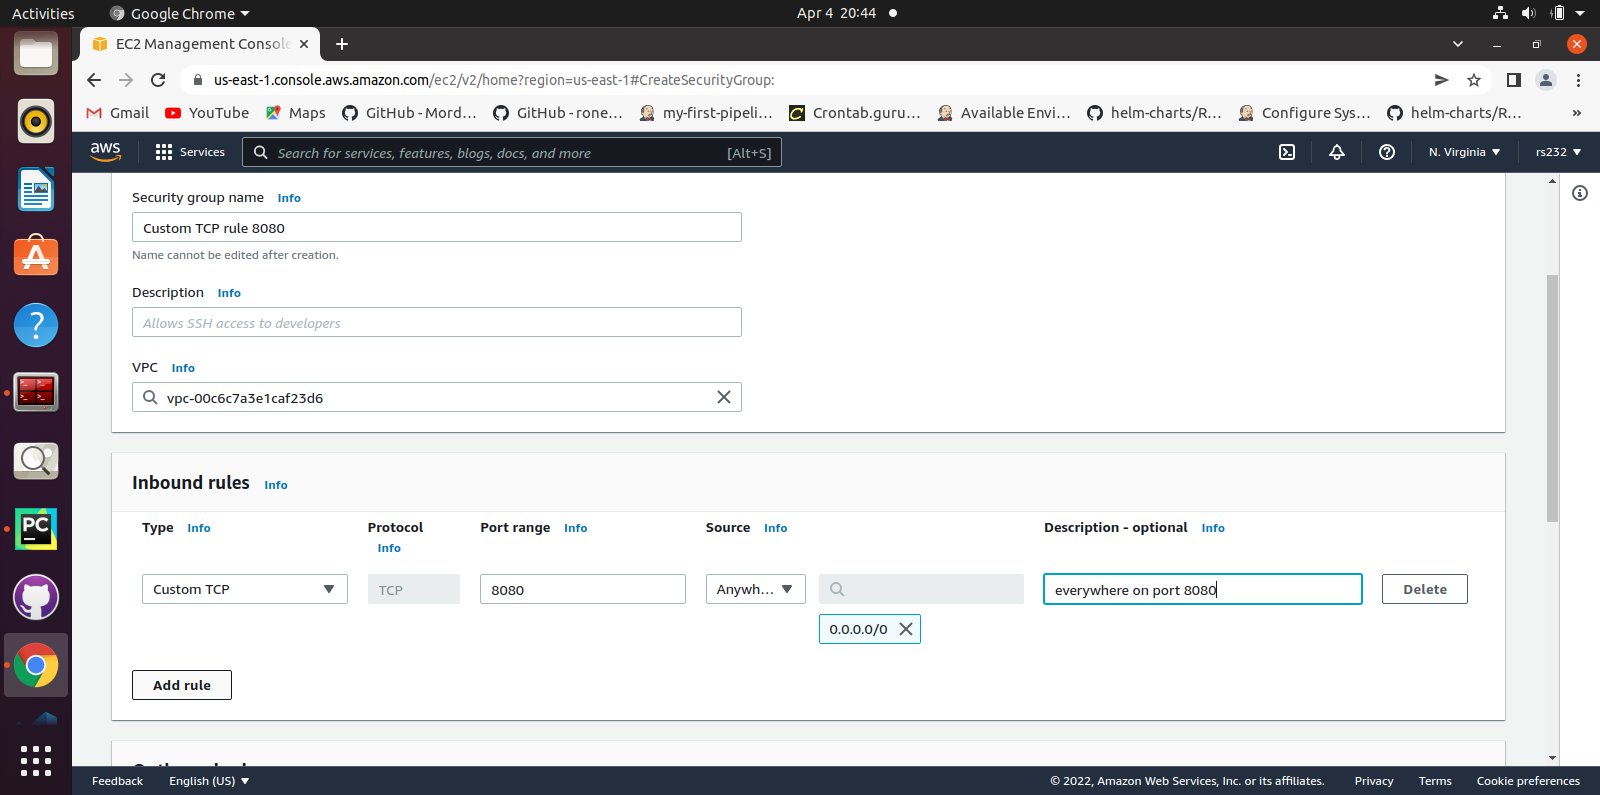 Activities Google Chrome Apr 4 20:44
EC2 Management Console
us-east-1.console.aws.amazon.com/ec2/v2/home?region=us-east-1#CreateSecurityGroup:
Gmail YouTube Maps GitHub - Mord... GitHub - rone... my-first-pipeli... Crontab.guru... Available Envi... helm-charts/R... Configure Sys... helm-charts/R... »
aws Services Search for services, features, blogs, docs, and more [Alt+S] N. Virginia rs232
Security group name Info
Custom TCP rule 8080
Name cannot be edited after creation.
Description Info
Allows SSH access to developers
VPC Info
vpc-00c6c7a3e1caf23d6
Inbound rules Info
Type Info Protocol Info Port range Info Source Info Description - optional Info
Custom TCP TCP 8080 Anywh... everywhere on port 8080 Delete
0.0.0.0/0
Add rule
Feedback English (US) © 2022, Amazon Web Services, Inc. or its affiliates. Privacy Terms Cookie preferences